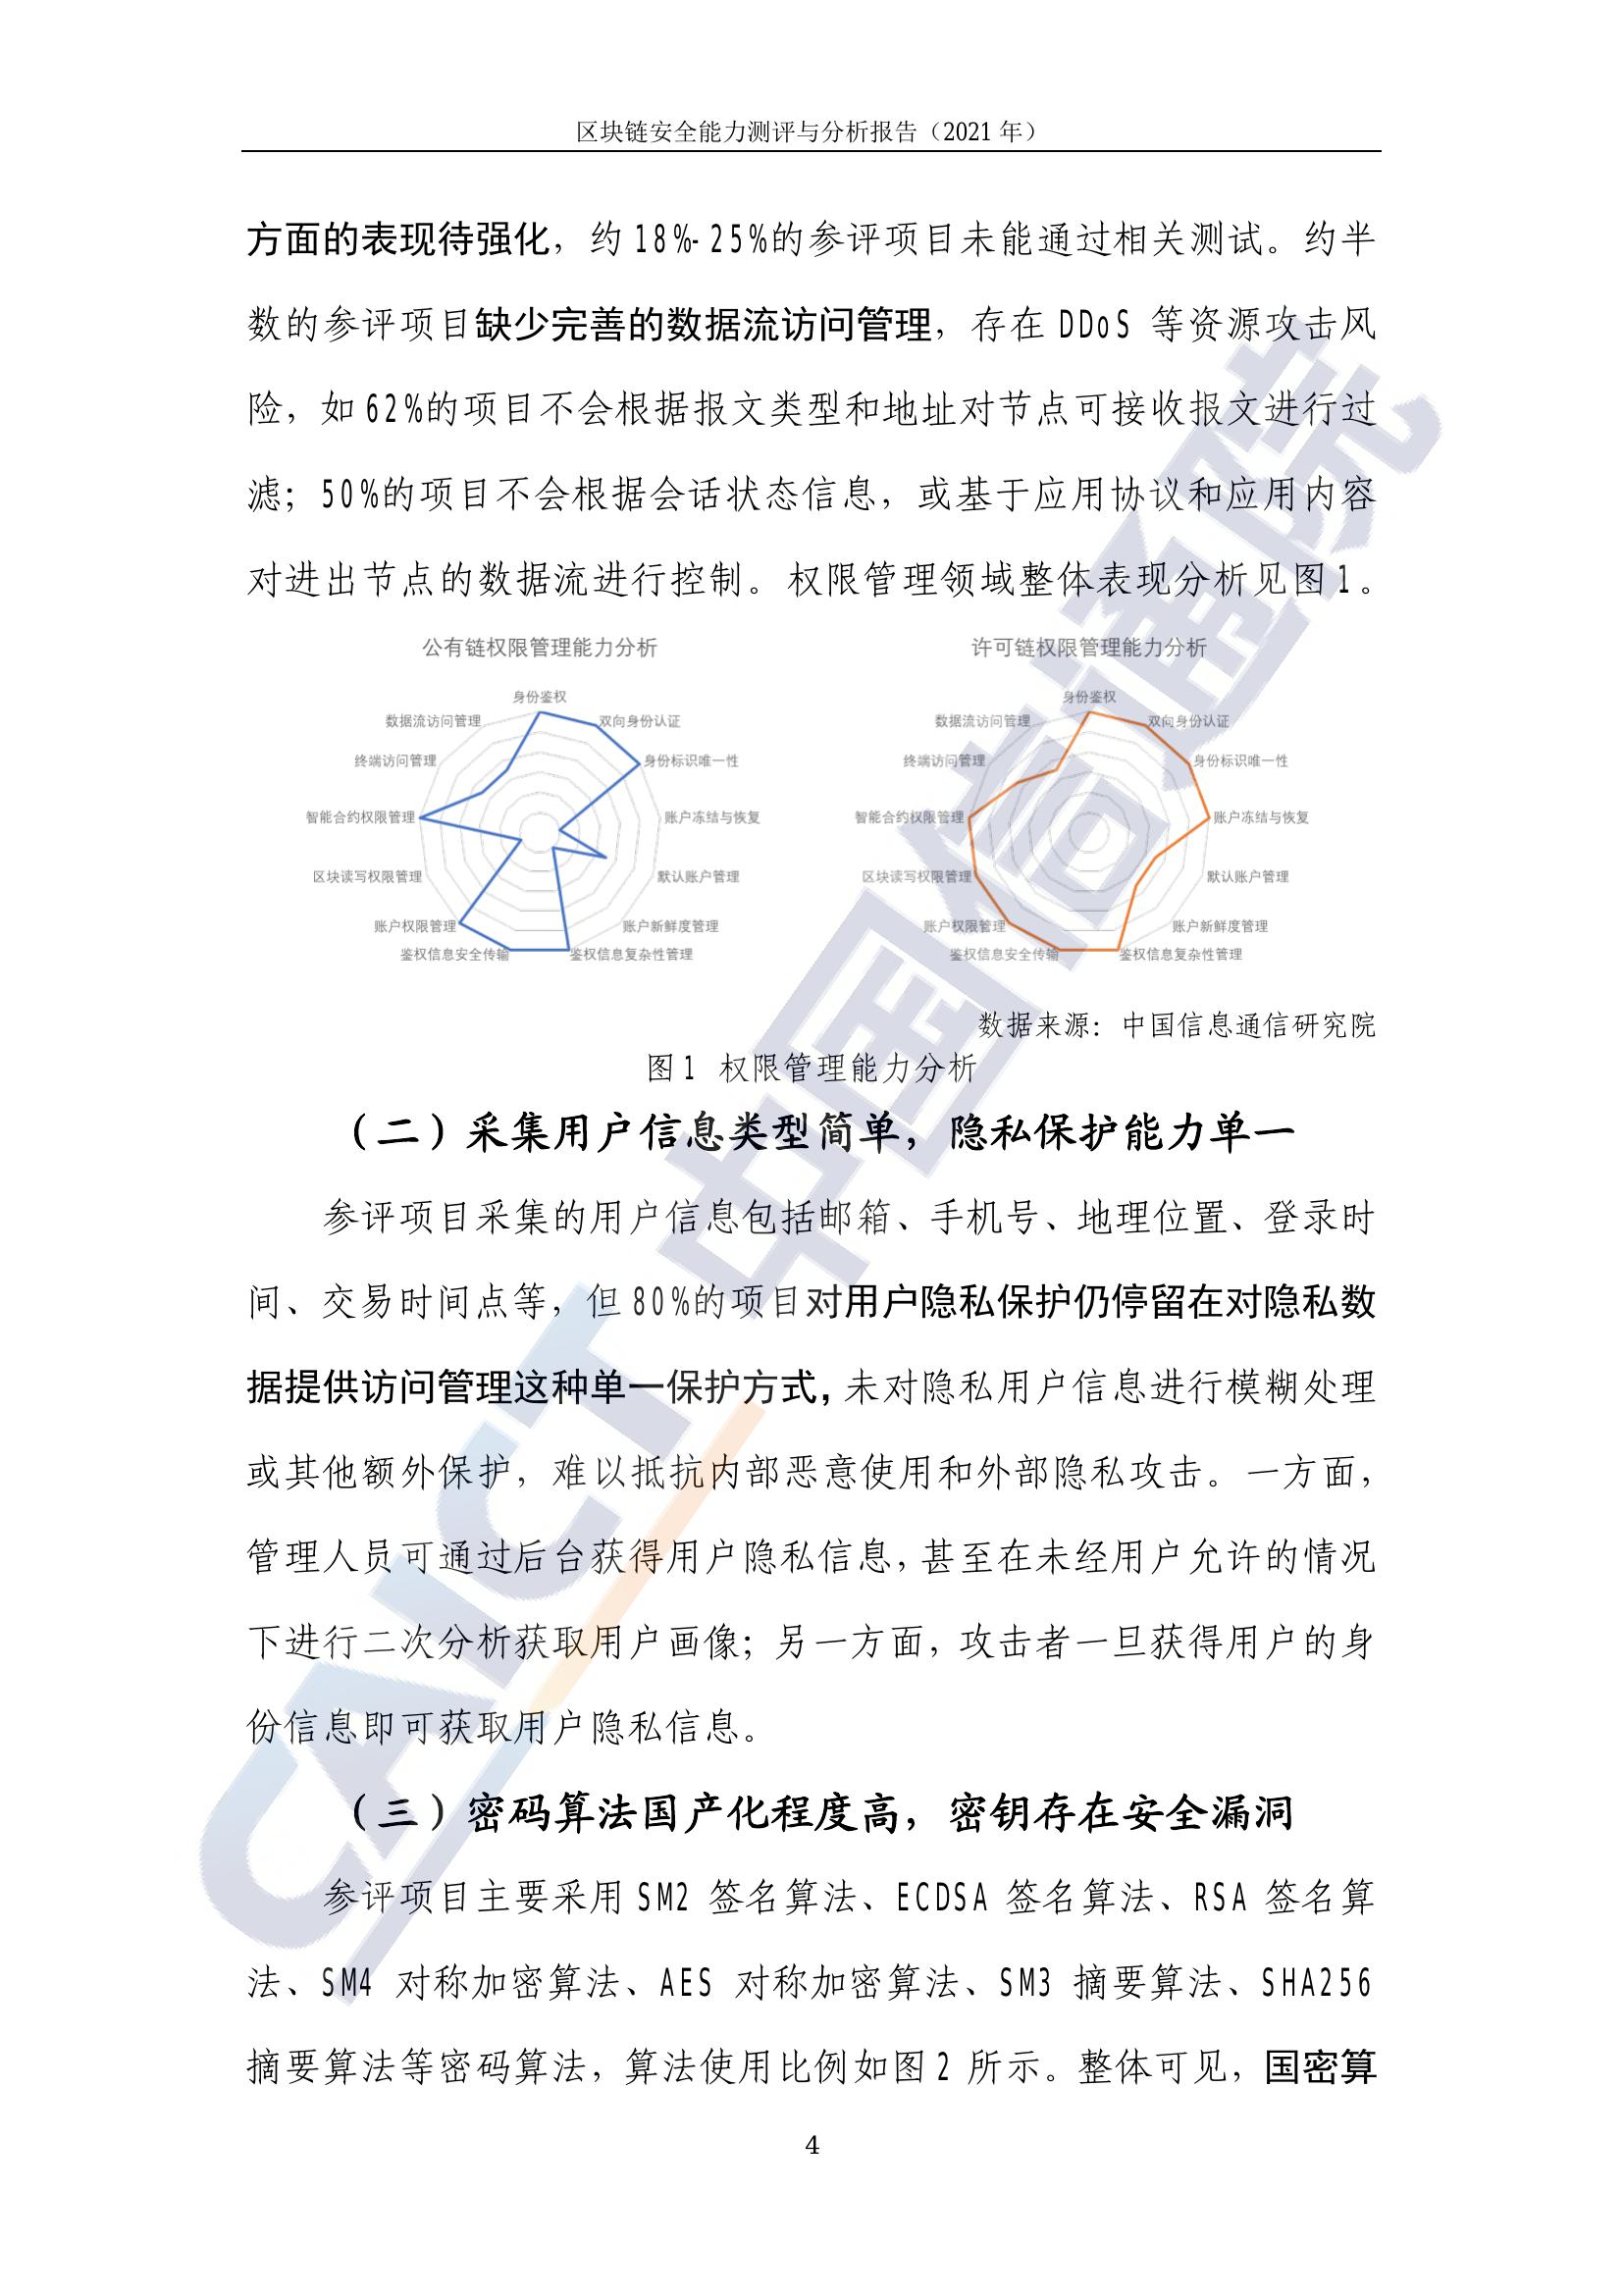 区块链安全能力测评与分析报告（2021 年）
方面的表现待强化，约 18%-25%的参评项目未能通过相关测试。约半
数的参评项目缺少完善的数据流访问管理，存在 DDoS 等资源攻击风
险，如 62%的项目不会根据报文类型和地址对节点可接收报文进行过
滤；50%的项目不会根据会话状态信息，或基于应用协议和应用内容
对进出节点的数据流进行控制。权限管理领域整体表现分析见图 1。
公有链权限管理能力分析
身份鉴权
双向身份认证
身份标识唯一性
账户冻结与恢复
默认账户管理
账户新鲜度管理
鉴权信息复杂性管理
鉴权信息安全传输
账户权限管理
区块读写权限管理
智能合约权限管理
终端访问管理
数据流访问管理
许可链权限管理能力分析
身份鉴权
双向身份认证
身份标识唯一性
账户冻结与恢复
默认账户管理
账户新鲜度管理
鉴权信息复杂性管理
鉴权信息安全传输
账户权限管理
区块读写权限管理
智能合约权限管理
终端访问管理
数据流访问管理
数据来源：中国信息通信研究院
图 1 权限管理能力分析
（二）采集用户信息类型简单，隐私保护能力单一
参评项目采集的用户信息包括邮箱、手机号、地理位置、登录时
间、交易时间点等，但 80%的项目对用户隐私保护仍停留在对隐私数
据提供访问管理这种单一保护方式，未对隐私用户信息进行模糊处理
或其他额外保护，难以抵抗内部恶意使用和外部隐私攻击。一方面，
管理人员可通过后台获得用户隐私信息，甚至在未经用户允许的情况
下进行二次分析获取用户画像；另一方面，攻击者一旦获得用户的身
份信息即可获取用户隐私信息。
（三）密码算法国产化程度高，密钥存在安全漏洞
参评项目主要采用 SM2 签名算法、ECDSA 签名算法、RSA 签名算
法、SM4 对称加密算法、AES 对称加密算法、SM3 摘要算法、SHA256
摘要算法等密码算法，算法使用比例如图 2 所示。整体可见，国密算
4
CAICT 中国信通院